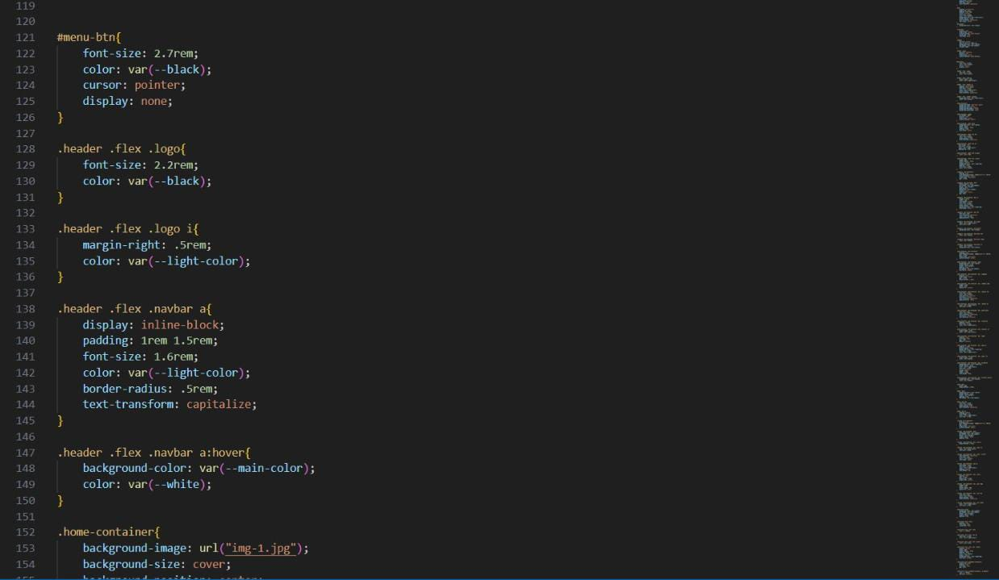 119
120
121 #menu-btn{
122     font-size: 2.7rem;
123     color: var(--black);
124     cursor: pointer;
125     display: none;
126 }
127
128 .header .flex .logo{
129     font-size: 2.2rem;
130     color: var(--black);
131 }
132
133 .header .flex .logo i{
134     margin-right: .5rem;
135     color: var(--light-color);
136 }
137
138 .header .flex .navbar a{
139     display: inline-block;
140     padding: 1rem 1.5rem;
141     font-size: 1.6rem;
142     color: var(--light-color);
143     border-radius: .5rem;
144     text-transform: capitalize;
145 }
146
147 .header .flex .navbar a:hover{
148     background-color: var(--main-color);
149     color: var(--white);
150 }
151
152 .home-container{
153     background-image: url("img-1.jpg");
154     background-size: cover;